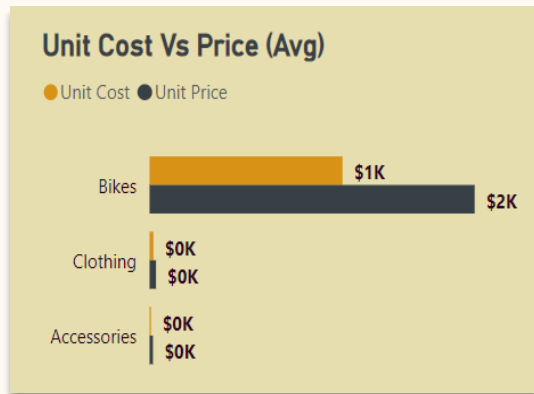 Unit Cost Vs Price (Avg)
Unit Cost Unit Price
Bikes
$1K
$2K
Clothing
$0K
$0K
Accessories
$0K
$0K